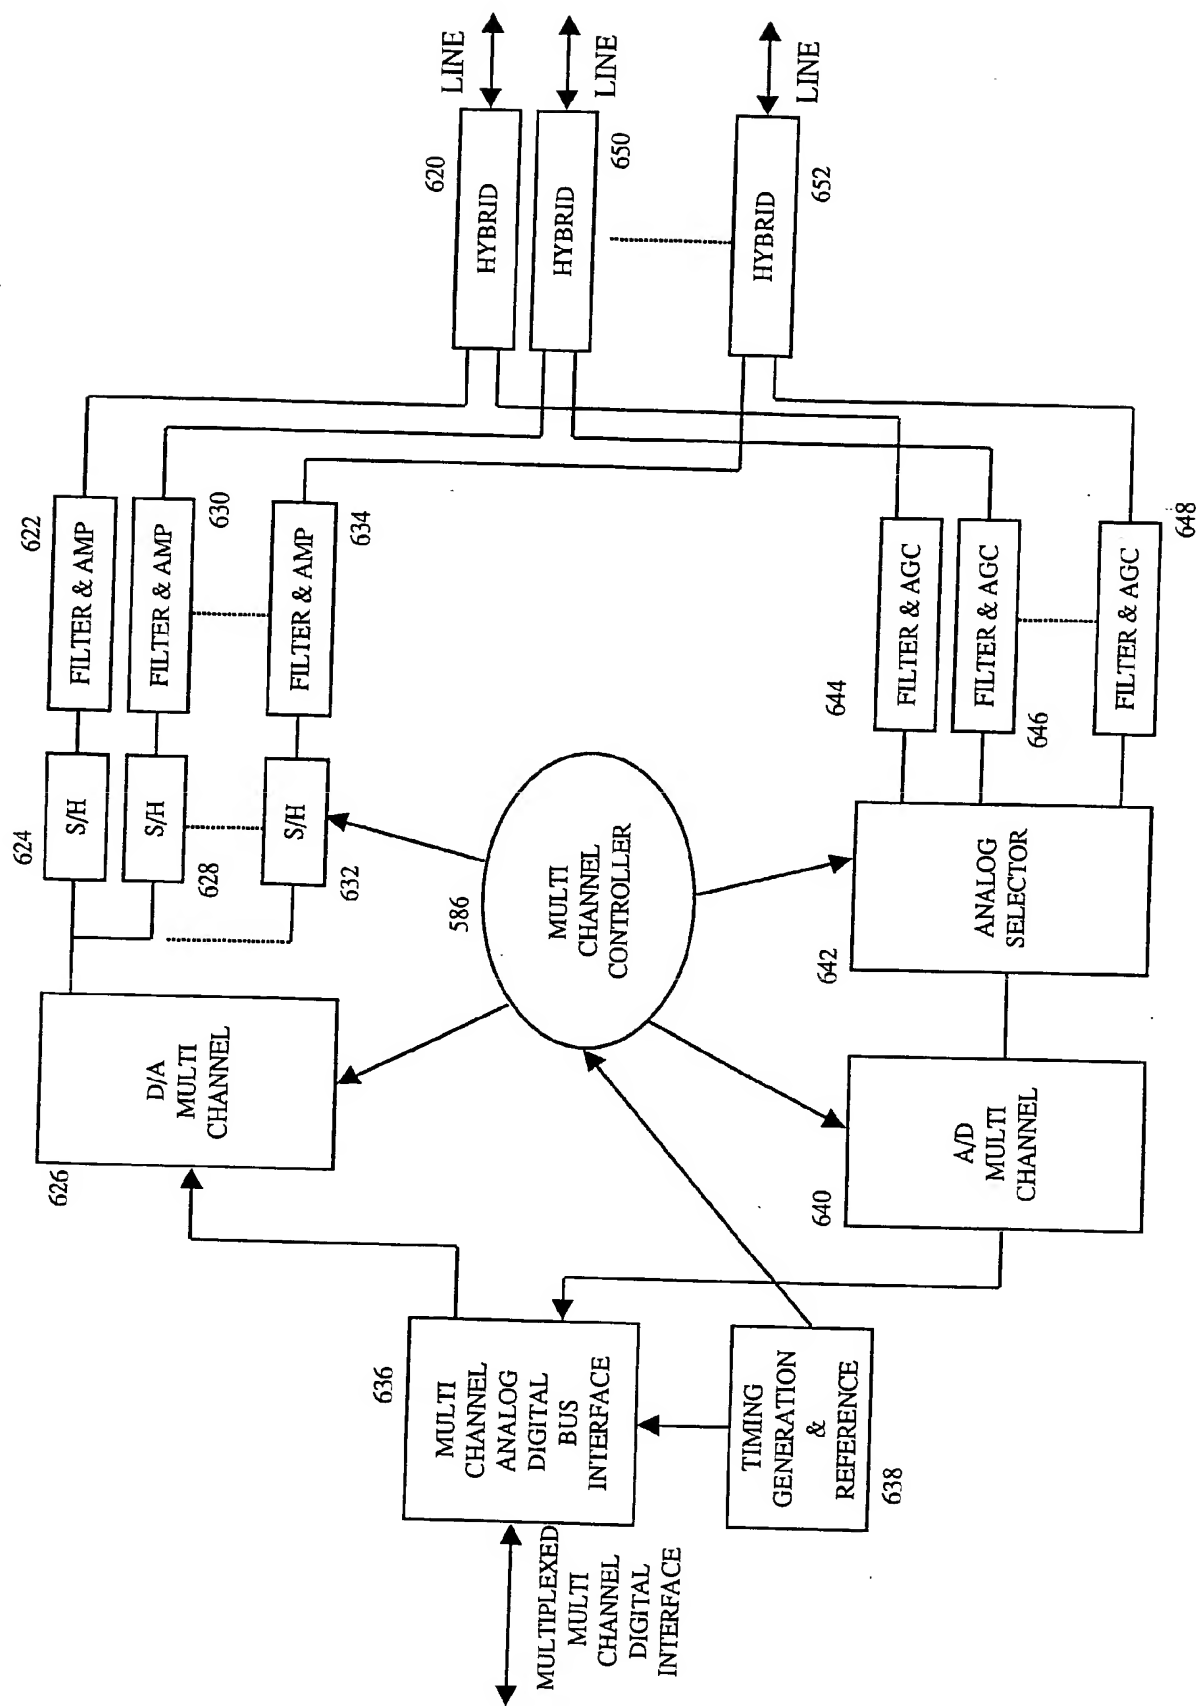 MULTIPLEXED
MULTI
CHANNEL
DIGITAL
INTERFACE
636
MULTI
CHANNEL
ANALOG
DIGITAL
BUS
INTERFACE
TIMING
GENERATION
&
REFERENCE
638
626
D/A
MULTI
CHANNEL
640
A/D
MULTI
CHANNEL
586
MULTI
CHANNEL
CONTROLLER
642
ANALOG
SELECTOR
624
S/H
S/H
628
S/H
632
622
FILTER & AMP
FILTER & AMP
630
FILTER & AMP
634
644
FILTER & AGC
FILTER & AGC
646
FILTER & AGC
648
620
HYBRID
HYBRID
650
HYBRID
652
LINE
LINE
LINE